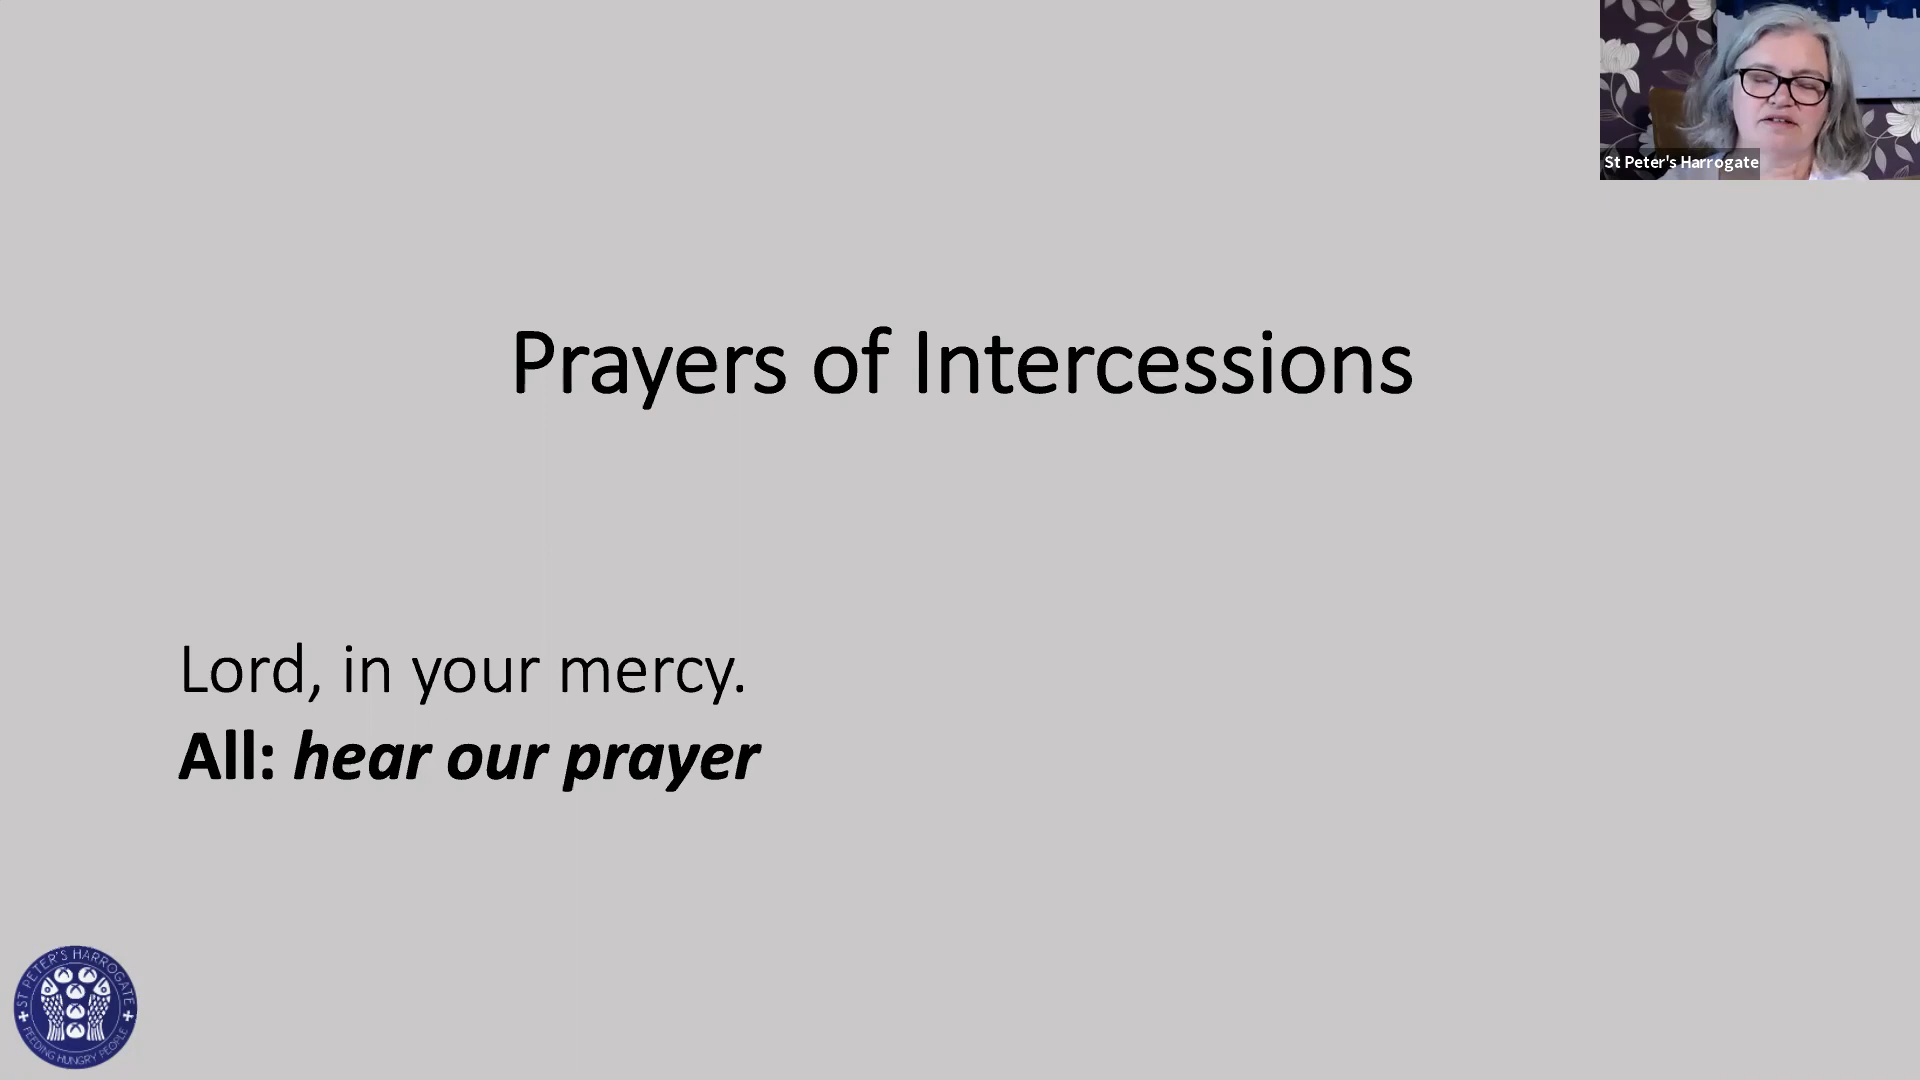 St Peter's Harrogate
Prayers of Intercessions
Lord, in your mercy.
All: hear our prayer
ST PETER'S HARROGATE
FEEDING HUNGRY PEOPLE